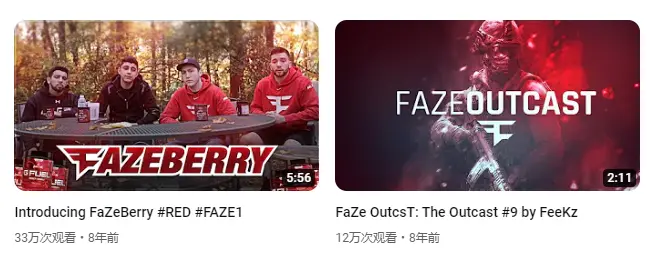 FAZEBERRY
GFUEL
5:56
FAZEOUTCAST
2:11
Introducing FaZeBerry #RED #FAZE1
33万次观看・8年前
FaZe OutcsT: The Outcast #9 by FeeKz
12万次观看・8年前